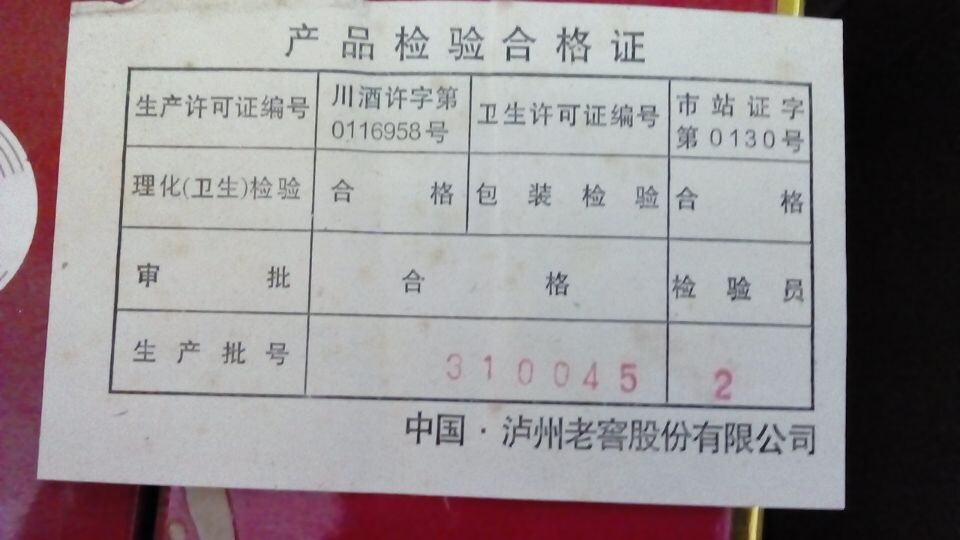 产品检验合格证
生产许可证编号 川酒许字第0116958号 卫生许可证编号 市站证字第0130号
理化(卫生)检验 合格 包装检验 合格
审批 合格 检验员
生产批号 310045 2
中国·泸州老窖股份有限公司